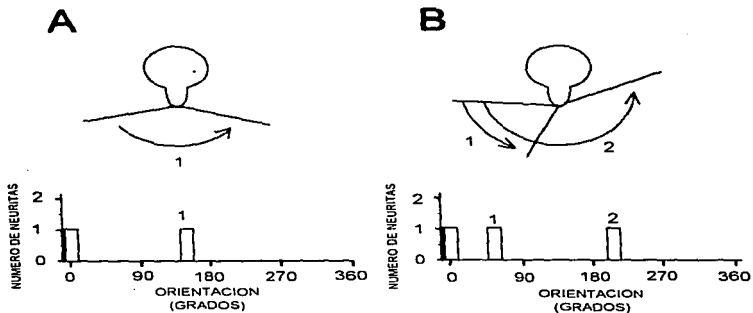 A
1
NUMERO DE NEURITAS
2
1
0
1
0 90 180 270 360
ORIENTACION
(GRADOS)
B
1
2
NUMERO DE NEURITAS
2
1
0
1
2
0 90 180 270 360
ORIENTACION
(GRADOS)